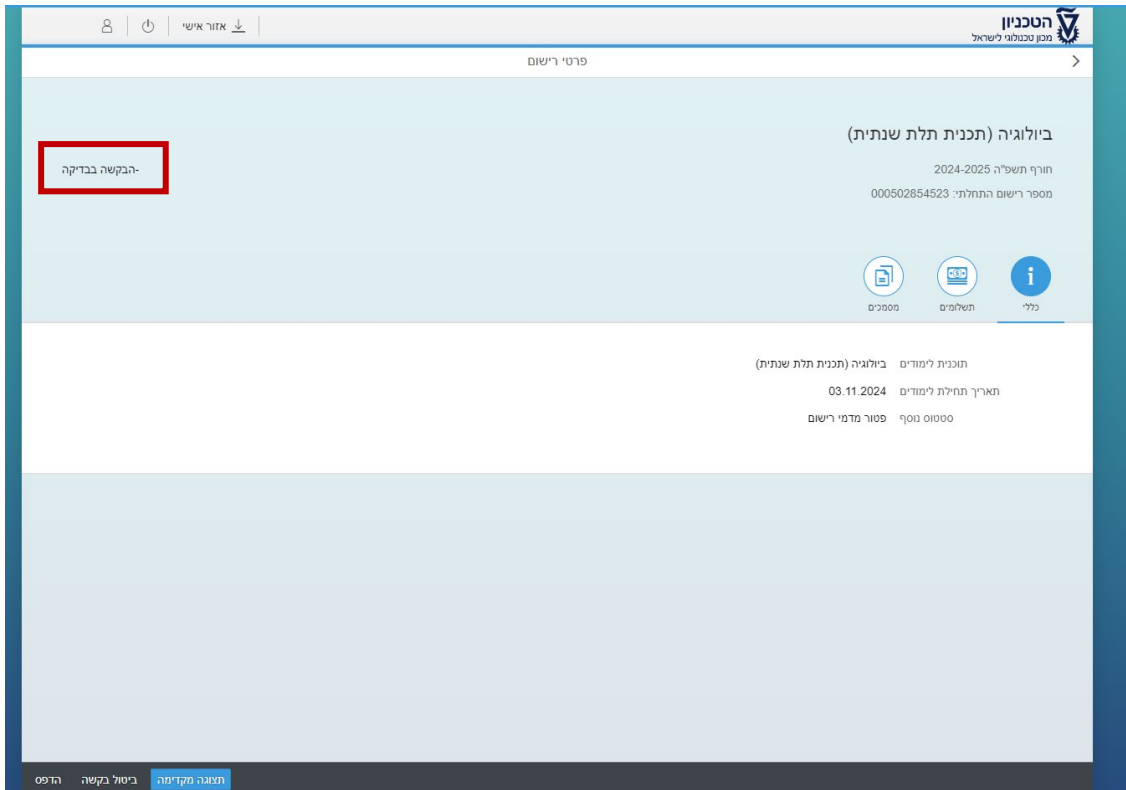 הטכניון
מכון טכנולוגי לישראל
אזור אישי
פרטי רישום
ביולוגיה (תכנית תלת שנתית)
חורף תשפ"ה 2024-2025
מספר רישום התחלתי: 000502854523
-הבקשה בבדיקה
כללי
תשלומים
מסמכים
תוכנית לימודים ביולוגיה (תכנית תלת שנתית)
תאריך תחילת לימודים 03.11.2024
סטטוס נוסף פטור מדמי רישום
תצוגה מקדימה ביטול בקשה הדפס